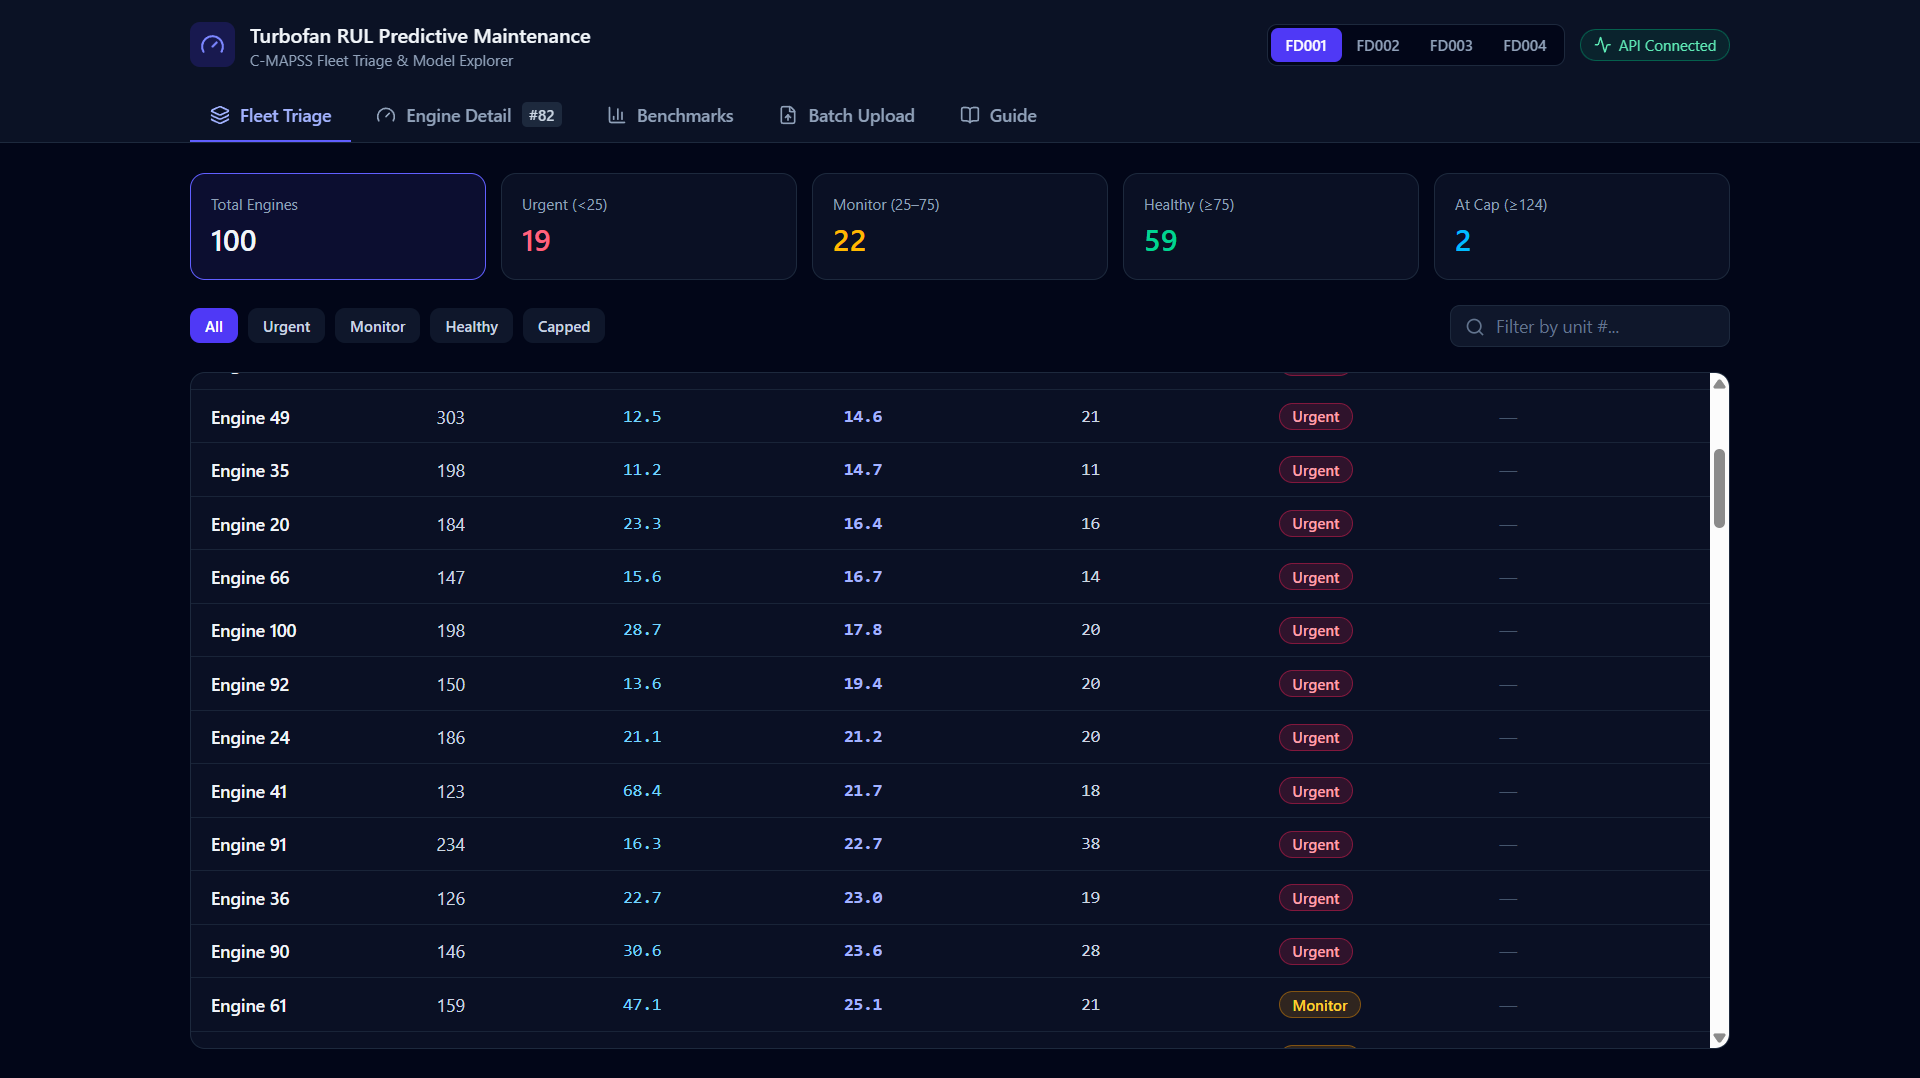 Turbofan RUL Predictive Maintenance
C-MAPSS Fleet Triage & Model Explorer
FD001 FD002 FD003 FD004 API Connected
Fleet Triage Engine Detail #82 Benchmarks Batch Upload Guide
Total Engines
100
Urgent (<25)
19
Monitor (25–75)
22
Healthy (≥75)
59
At Cap (≥124)
2
All Urgent Monitor Healthy Capped Filter by unit #...
Engine 49 303 12.5 14.6 21 Urgent —
Engine 35 198 11.2 14.7 11 Urgent —
Engine 20 184 23.3 16.4 16 Urgent —
Engine 66 147 15.6 16.7 14 Urgent —
Engine 100 198 28.7 17.8 20 Urgent —
Engine 92 150 13.6 19.4 20 Urgent —
Engine 24 186 21.1 21.2 20 Urgent —
Engine 41 123 68.4 21.7 18 Urgent —
Engine 91 234 16.3 22.7 38 Urgent —
Engine 36 126 22.7 23.0 19 Urgent —
Engine 90 146 30.6 23.6 28 Urgent —
Engine 61 159 47.1 25.1 21 Monitor —